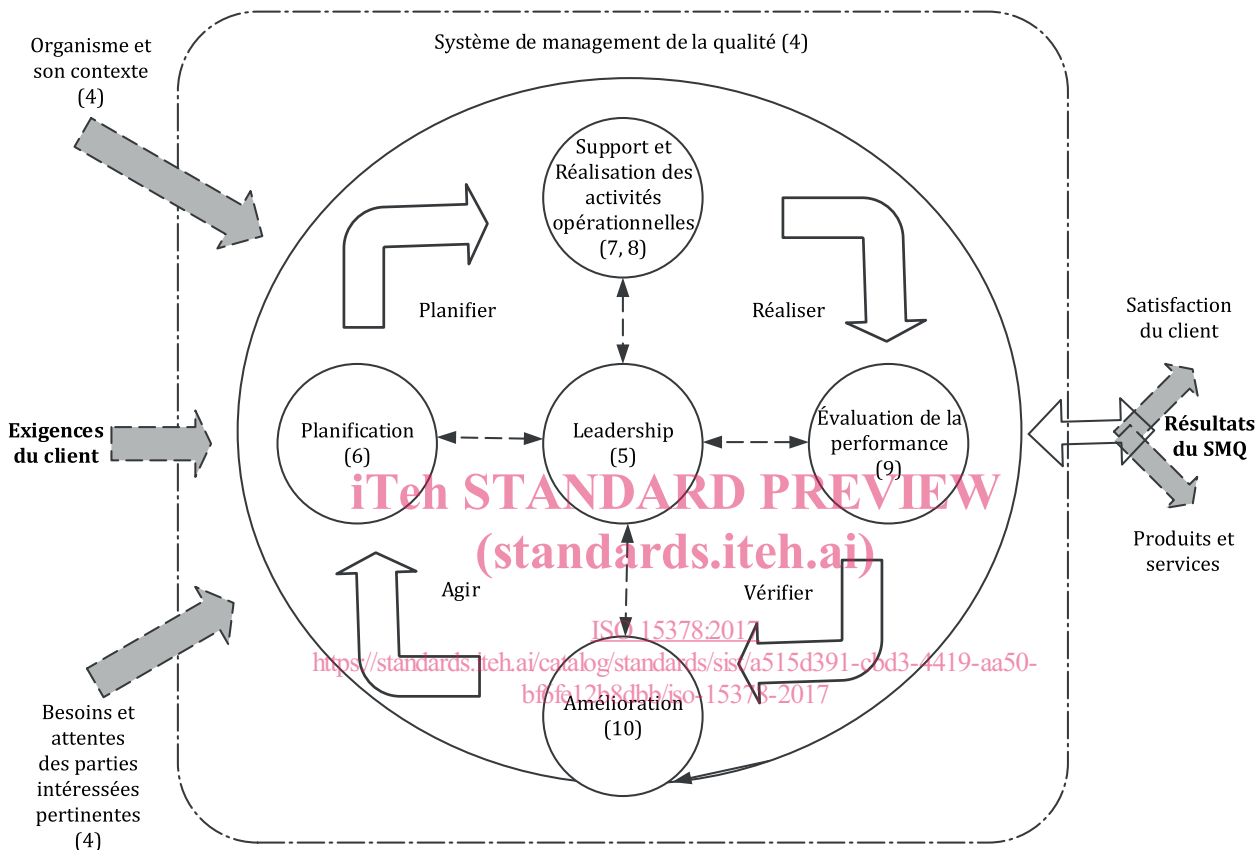 Système de management de la qualité (4)
Organisme et
son contexte
(4)
Support et
Réalisation des
activités
opérationnelles
(7, 8)
Planifier
Réaliser
Satisfaction
du client
Exigences
du client
Planification
(6)
Leadership
(5)
Évaluation de la
performance
(9)
Résultats
du SMQ
iTeh STANDARD PREVIEW
(standards.iteh.ai)
Produits et
services
Agir
Vérifier
ISO 15378:2017
https://standards.iteh.ai/catalog/standards/sist/a515d391-cbd3-4419-aa50-
bf6fe12b8dbb/iso-15378-2017
Amélioration
(10)
Besoins et
attentes
des parties
intéressées
pertinentes
(4)